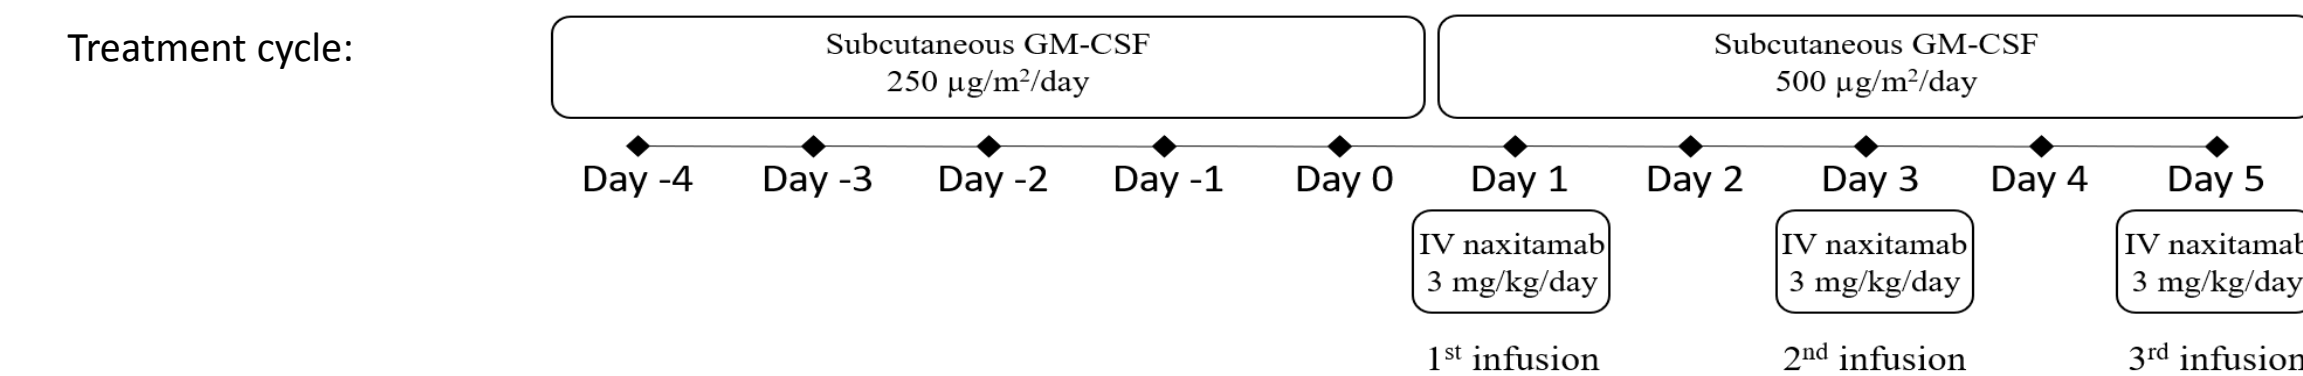 Treatment cycle:
Subcutaneous GM-CSF
250 µg/m²/day
Subcutaneous GM-CSF
500 µg/m²/day
Day -4 Day -3 Day -2 Day -1 Day 0 Day 1 Day 2 Day 3 Day 4 Day 5
IV naxitamab
3 mg/kg/day
IV naxitamab
3 mg/kg/day
IV naxitamab
3 mg/kg/day
1st infusion 2nd infusion 3rd infusion